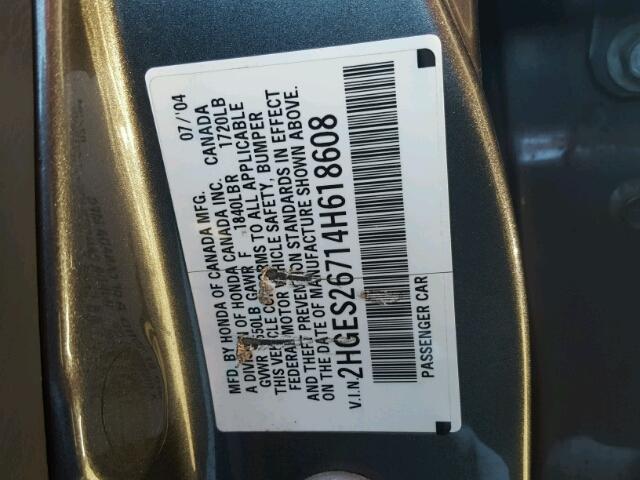 MFD. BY HONDA OF CANADA MFG. 07/'04
A DIVISION OF HONDA CANADA INC. CANADA
GVWR 3550LB GAWR F 1840LBR 1720LB
THIS VEHICLE CONFORMS TO ALL APPLICABLE
FEDERAL MOTOR VEHICLE SAFETY, BUMPER
AND THEFT PREVENTION STANDARDS IN EFFECT
ON THE DATE OF MANUFACTURE SHOWN ABOVE.
V.I.N. 2HGES26714H618608
PASSENGER CAR